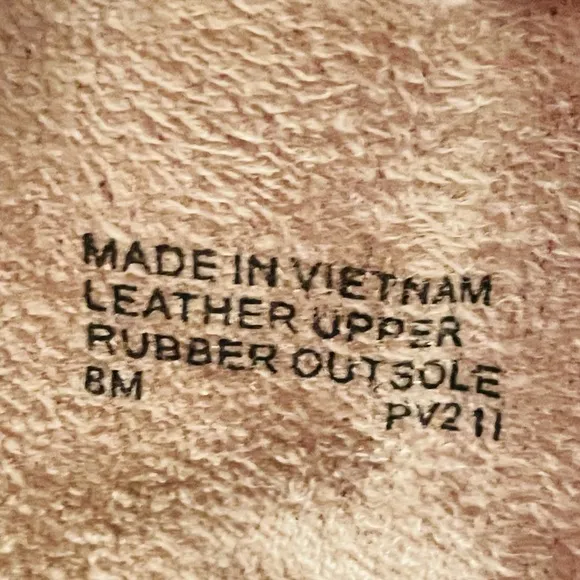 MADE IN VIETNAM
LEATHER UPPER
RUBBER OUTSOLE
8M
PV211